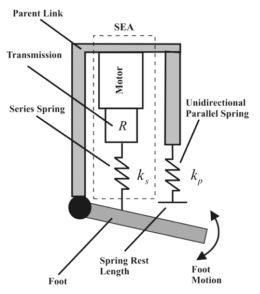 Parent Link
SEA
Transmission
Motor
Series Spring
R
Unidirectional
Parallel Spring
k_s
k_p
Spring Rest
Length
Foot
Foot
Motion